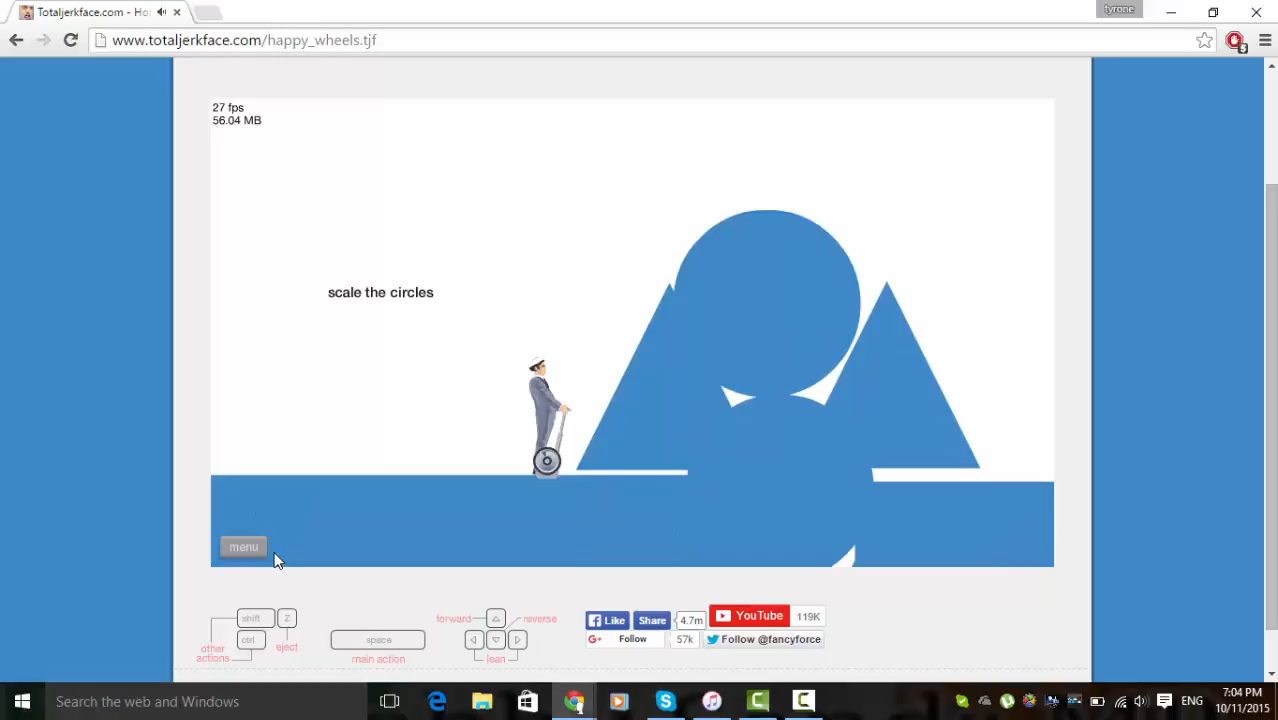 Totaljerkface.com - Ho
tyrone
www.totaljerkface.com/happy_wheels.tjf
27 fps
56.04 MB
scale the circles
menu
shift
Z
ctrl
other actions
eject
space
main action
forward
reverse
lean
Like
Share
4.7m
YouTube
119K
Follow
57k
Follow @fancyforce
Search the web and Windows
ENG
7:04 PM
10/11/2015